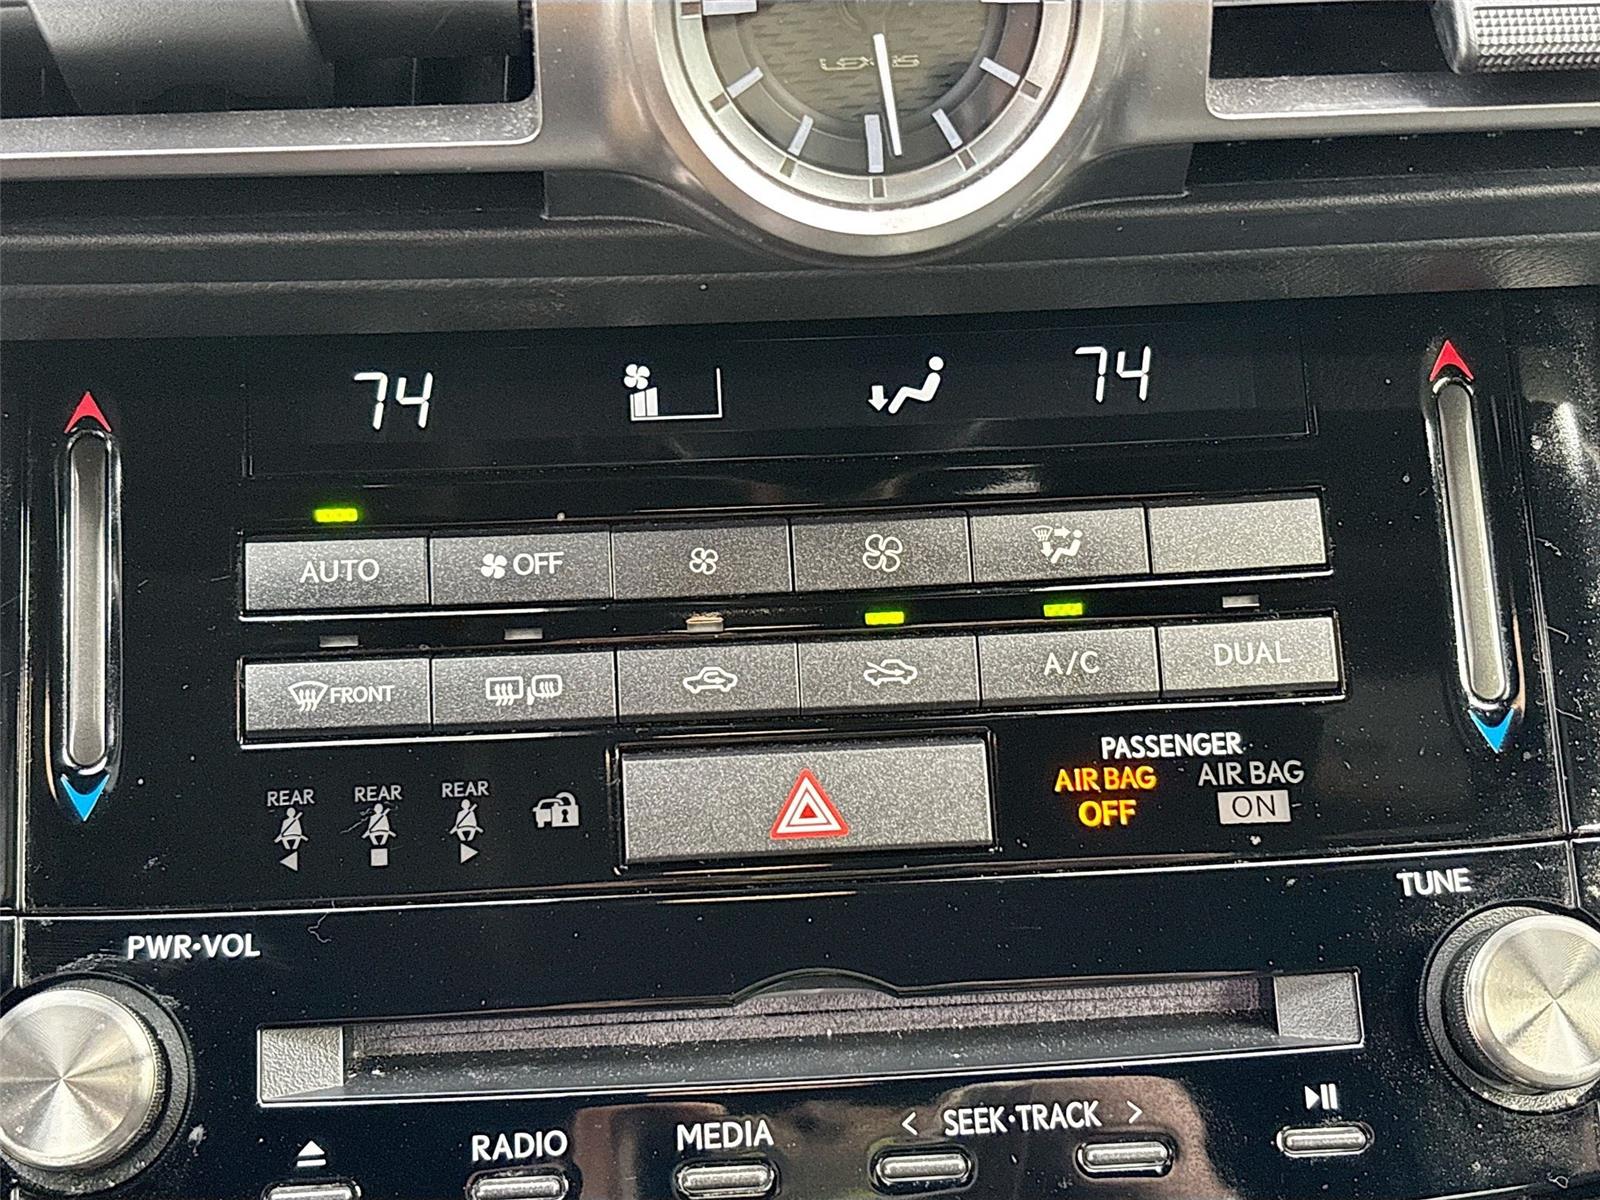 LEXUS
74 74
AUTO OFF
FRONT A/C DUAL
PASSENGER
AIR BAG OFF AIR BAG ON
REAR REAR REAR
TUNE
PWR•VOL
RADIO MEDIA < SEEK•TRACK >